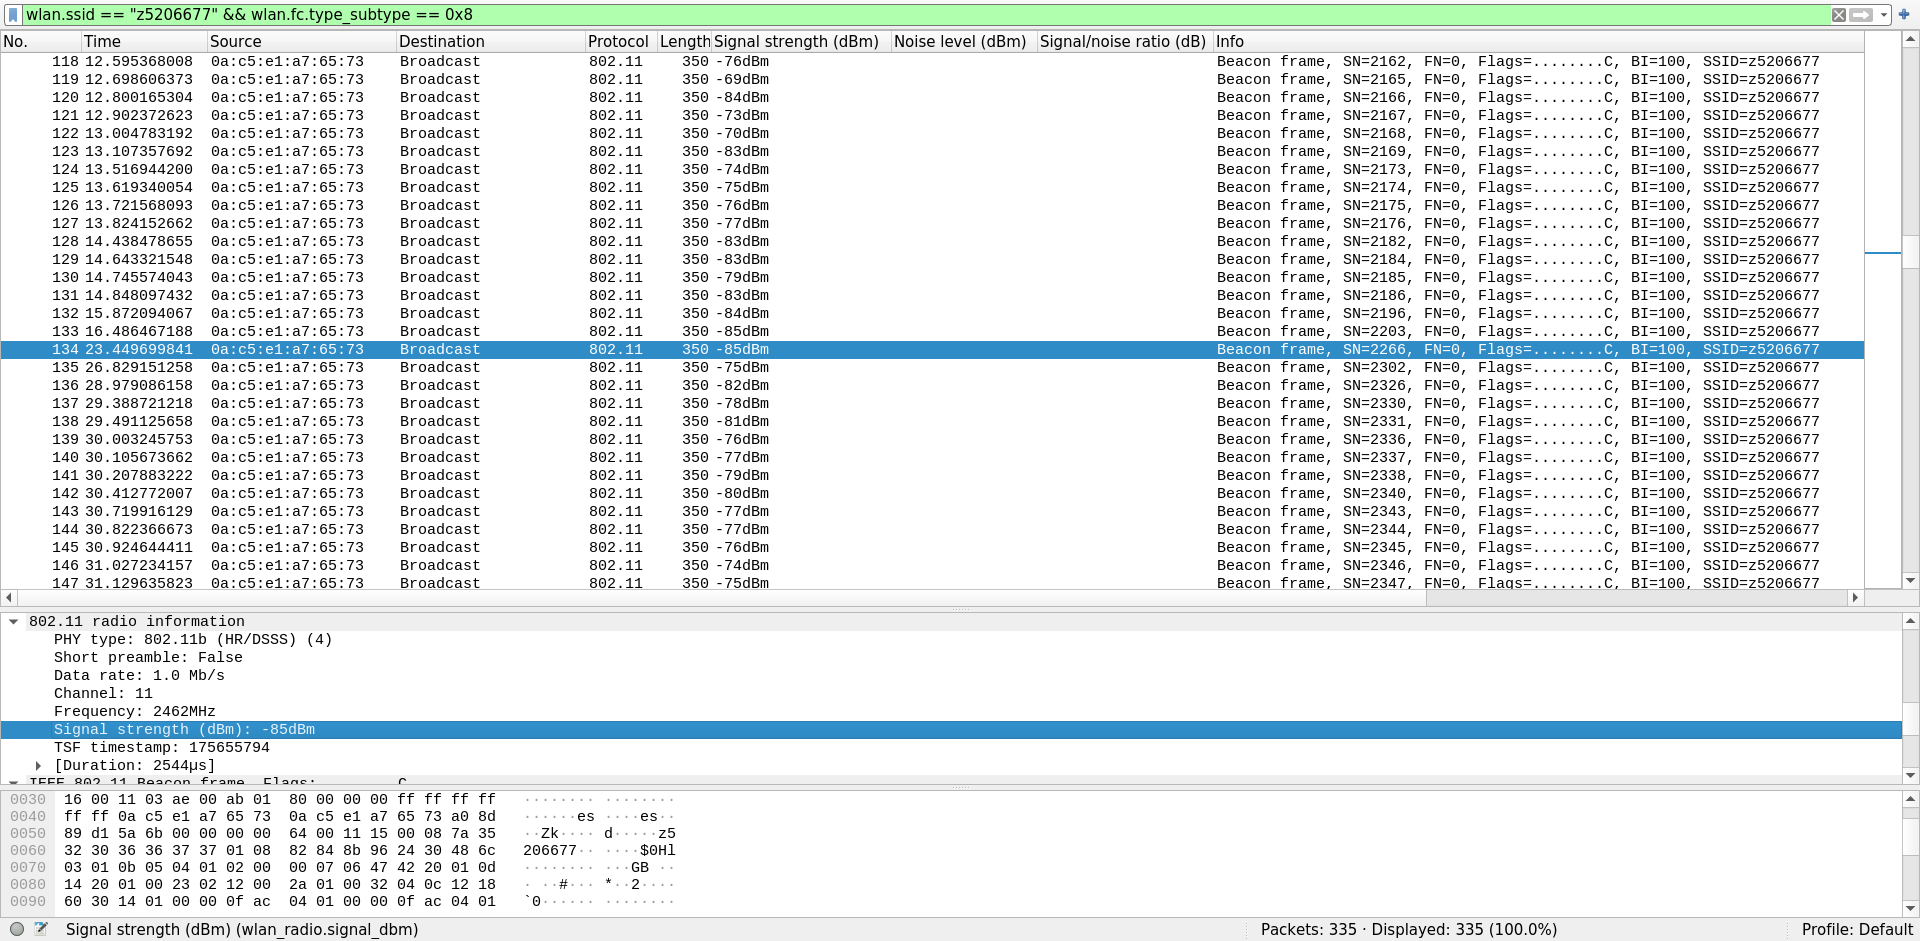 wlan.ssid == "z5206677" && wlan.fc.type_subtype == 0x8
No. Time Source Destination Protocol Length Signal strength (dBm) Noise level (dBm) Signal/noise ratio (dB) Info
118 12.595368008 0a:c5:e1:a7:65:73 Broadcast 802.11 350 -76dBm Beacon frame, SN=2162, FN=0, Flags=........C, BI=100, SSID=z5206677
119 12.698606373 0a:c5:e1:a7:65:73 Broadcast 802.11 350 -69dBm Beacon frame, SN=2165, FN=0, Flags=........C, BI=100, SSID=z5206677
120 12.800165304 0a:c5:e1:a7:65:73 Broadcast 802.11 350 -84dBm Beacon frame, SN=2166, FN=0, Flags=........C, BI=100, SSID=z5206677
121 12.902372623 0a:c5:e1:a7:65:73 Broadcast 802.11 350 -73dBm Beacon frame, SN=2167, FN=0, Flags=........C, BI=100, SSID=z5206677
122 13.004783192 0a:c5:e1:a7:65:73 Broadcast 802.11 350 -70dBm Beacon frame, SN=2168, FN=0, Flags=........C, BI=100, SSID=z5206677
123 13.107357692 0a:c5:e1:a7:65:73 Broadcast 802.11 350 -83dBm Beacon frame, SN=2169, FN=0, Flags=........C, BI=100, SSID=z5206677
124 13.516944200 0a:c5:e1:a7:65:73 Broadcast 802.11 350 -74dBm Beacon frame, SN=2173, FN=0, Flags=........C, BI=100, SSID=z5206677
125 13.619340054 0a:c5:e1:a7:65:73 Broadcast 802.11 350 -75dBm Beacon frame, SN=2174, FN=0, Flags=........C, BI=100, SSID=z5206677
126 13.721568093 0a:c5:e1:a7:65:73 Broadcast 802.11 350 -76dBm Beacon frame, SN=2175, FN=0, Flags=........C, BI=100, SSID=z5206677
127 13.824152662 0a:c5:e1:a7:65:73 Broadcast 802.11 350 -77dBm Beacon frame, SN=2176, FN=0, Flags=........C, BI=100, SSID=z5206677
128 14.438478655 0a:c5:e1:a7:65:73 Broadcast 802.11 350 -83dBm Beacon frame, SN=2182, FN=0, Flags=........C, BI=100, SSID=z5206677
129 14.643321548 0a:c5:e1:a7:65:73 Broadcast 802.11 350 -83dBm Beacon frame, SN=2184, FN=0, Flags=........C, BI=100, SSID=z5206677
130 14.745574043 0a:c5:e1:a7:65:73 Broadcast 802.11 350 -79dBm Beacon frame, SN=2185, FN=0, Flags=........C, BI=100, SSID=z5206677
131 14.848097432 0a:c5:e1:a7:65:73 Broadcast 802.11 350 -83dBm Beacon frame, SN=2186, FN=0, Flags=........C, BI=100, SSID=z5206677
132 15.872094067 0a:c5:e1:a7:65:73 Broadcast 802.11 350 -84dBm Beacon frame, SN=2196, FN=0, Flags=........C, BI=100, SSID=z5206677
133 16.486467188 0a:c5:e1:a7:65:73 Broadcast 802.11 350 -85dBm Beacon frame, SN=2203, FN=0, Flags=........C, BI=100, SSID=z5206677
134 23.449699841 0a:c5:e1:a7:65:73 Broadcast 802.11 350 -85dBm Beacon frame, SN=2266, FN=0, Flags=........C, BI=100, SSID=z5206677
135 26.829151258 0a:c5:e1:a7:65:73 Broadcast 802.11 350 -75dBm Beacon frame, SN=2302, FN=0, Flags=........C, BI=100, SSID=z5206677
136 28.979086158 0a:c5:e1:a7:65:73 Broadcast 802.11 350 -82dBm Beacon frame, SN=2326, FN=0, Flags=........C, BI=100, SSID=z5206677
137 29.388721218 0a:c5:e1:a7:65:73 Broadcast 802.11 350 -78dBm Beacon frame, SN=2330, FN=0, Flags=........C, BI=100, SSID=z5206677
138 29.491125658 0a:c5:e1:a7:65:73 Broadcast 802.11 350 -81dBm Beacon frame, SN=2331, FN=0, Flags=........C, BI=100, SSID=z5206677
139 30.003245753 0a:c5:e1:a7:65:73 Broadcast 802.11 350 -76dBm Beacon frame, SN=2336, FN=0, Flags=........C, BI=100, SSID=z5206677
140 30.105673662 0a:c5:e1:a7:65:73 Broadcast 802.11 350 -77dBm Beacon frame, SN=2337, FN=0, Flags=........C, BI=100, SSID=z5206677
141 30.207883222 0a:c5:e1:a7:65:73 Broadcast 802.11 350 -79dBm Beacon frame, SN=2338, FN=0, Flags=........C, BI=100, SSID=z5206677
142 30.412772007 0a:c5:e1:a7:65:73 Broadcast 802.11 350 -80dBm Beacon frame, SN=2340, FN=0, Flags=........C, BI=100, SSID=z5206677
143 30.719916129 0a:c5:e1:a7:65:73 Broadcast 802.11 350 -77dBm Beacon frame, SN=2343, FN=0, Flags=........C, BI=100, SSID=z5206677
144 30.822366673 0a:c5:e1:a7:65:73 Broadcast 802.11 350 -77dBm Beacon frame, SN=2344, FN=0, Flags=........C, BI=100, SSID=z5206677
145 30.924644411 0a:c5:e1:a7:65:73 Broadcast 802.11 350 -76dBm Beacon frame, SN=2345, FN=0, Flags=........C, BI=100, SSID=z5206677
146 31.027234157 0a:c5:e1:a7:65:73 Broadcast 802.11 350 -74dBm Beacon frame, SN=2346, FN=0, Flags=........C, BI=100, SSID=z5206677
147 31.129635823 0a:c5:e1:a7:65:73 Broadcast 802.11 350 -75dBm Beacon frame, SN=2347, FN=0, Flags=........C, BI=100, SSID=z5206677
802.11 radio information
PHY type: 802.11b (HR/DSSS) (4)
Short preamble: False
Data rate: 1.0 Mb/s
Channel: 11
Frequency: 2462MHz
Signal strength (dBm): -85dBm
TSF timestamp: 175655794
[Duration: 2544µs]
IEEE 802.11 Beacon frame, Flags: ........C
0030 16 00 11 03 ae 00 ab 01 80 00 00 00 ff ff ff ff ········ ········
0040 ff ff 0a c5 e1 a7 65 73 0a c5 e1 a7 65 73 a0 8d ······es ····es··
0050 89 d1 5a 6b 00 00 00 00 64 00 11 15 00 08 7a 35 ··Zk···· d·····z5
0060 32 30 36 36 37 37 01 08 82 84 8b 96 24 30 48 6c 206677·· ····$0Hl
0070 03 01 0b 05 04 01 02 00 00 07 06 47 42 20 01 0d ········ ···GB ··
0080 14 20 01 00 23 02 12 00 2a 01 00 32 04 0c 12 18 · ··#··· *··2····
0090 60 30 14 01 00 00 0f ac 04 01 00 00 0f ac 04 01 `0······ ········
Signal strength (dBm) (wlan_radio.signal_dbm) Packets: 335 · Displayed: 335 (100.0%) Profile: Default